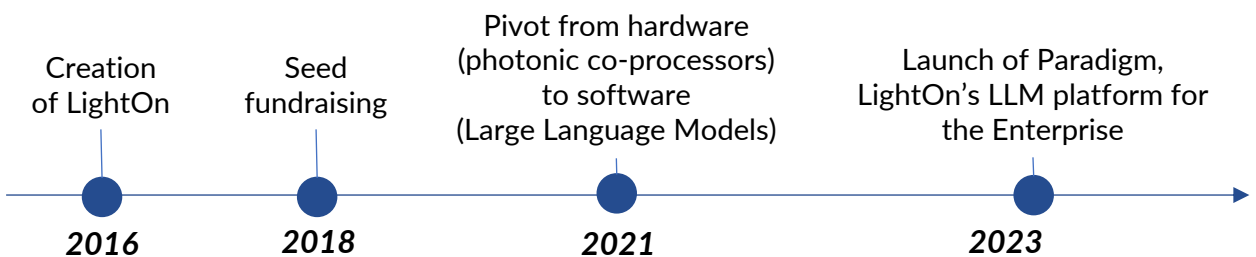 Creation
of LightOn
2016
Seed
fundraising
2018
Pivot from hardware
(photonic co-processors)
to software
(Large Language Models)
2021
Launch of Paradigm,
LightOn’s LLM platform for
the Enterprise
2023